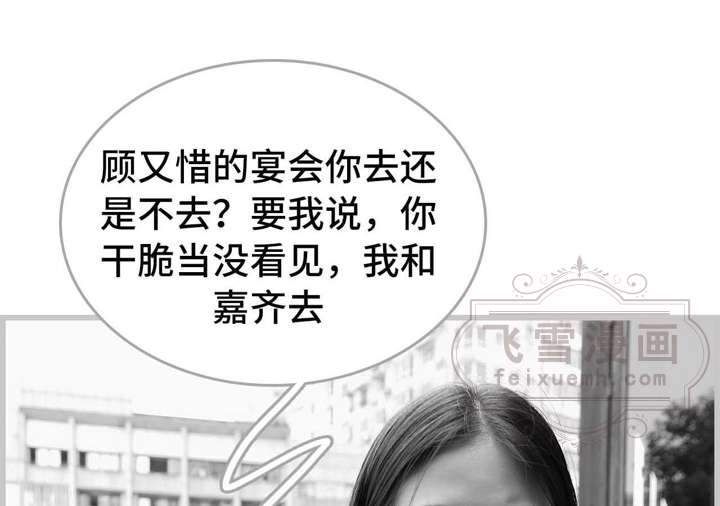 顾又惜的宴会你去还
是不去？要我说，你
干脆当没看见，我和
嘉齐去
飞雪漫画
feixuemh.com